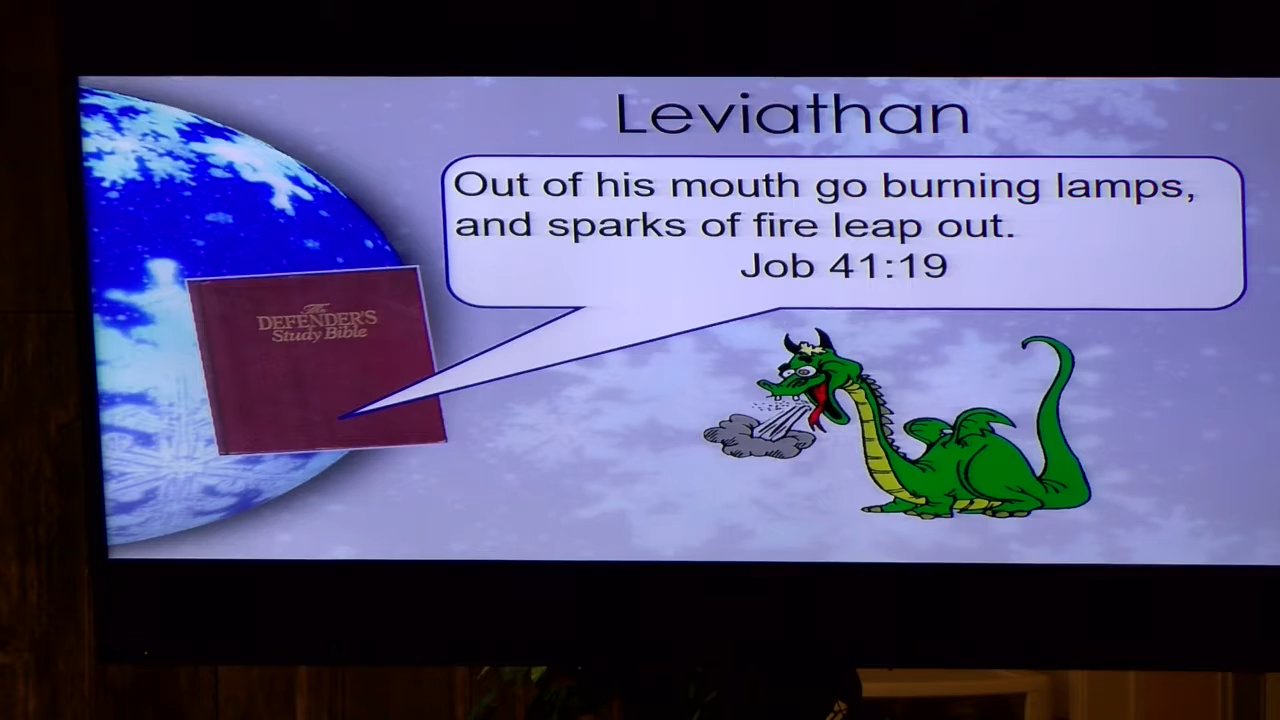 Leviathan
Out of his mouth go burning lamps,
and sparks of fire leap out.
Job 41:19
The
DEFENDER'S
Study Bible